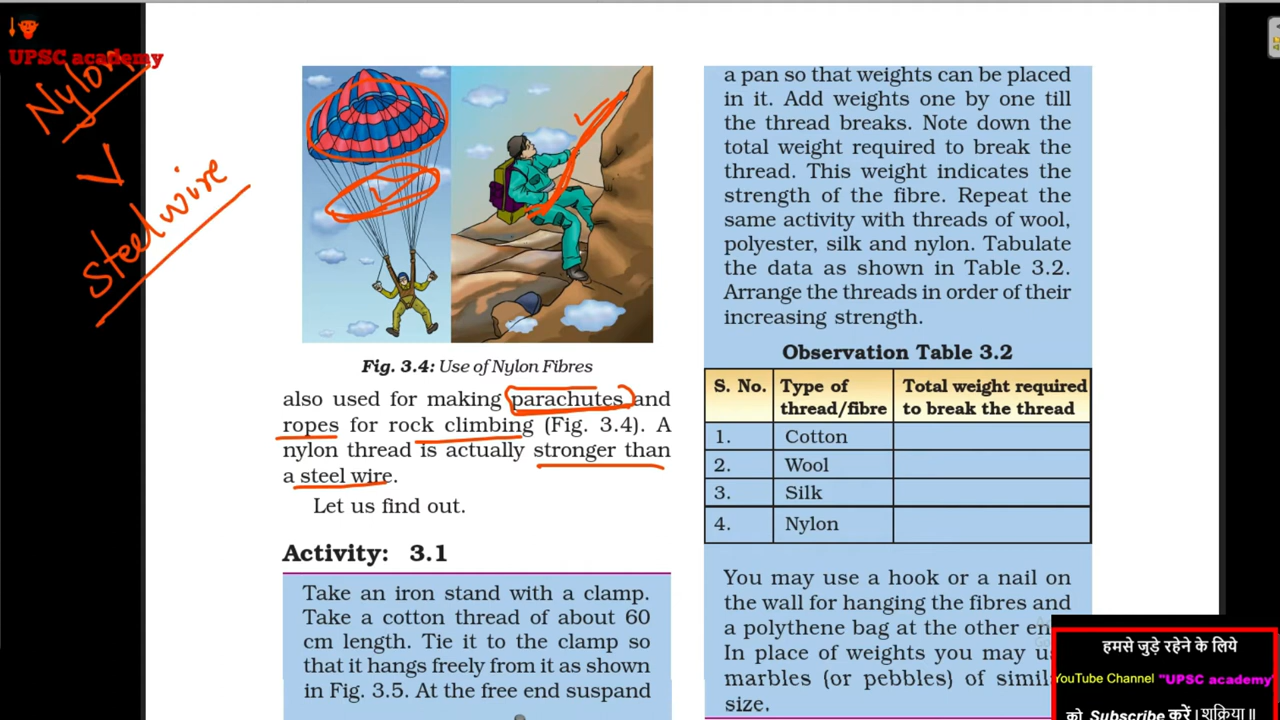 UPSC academy
Nylon
V
Steel wire
Fig. 3.4: Use of Nylon Fibres
also used for making parachutes and
ropes for rock climbing (Fig. 3.4). A
nylon thread is actually stronger than
a steel wire.
Let us find out.
Activity: 3.1
Take an iron stand with a clamp.
Take a cotton thread of about 60
cm length. Tie it to the clamp so
that it hangs freely from it as shown
in Fig. 3.5. At the free end suspend
a pan so that weights can be placed
in it. Add weights one by one till
the thread breaks. Note down the
total weight required to break the
thread. This weight indicates the
strength of the fibre. Repeat the
same activity with threads of wool,
polyester, silk and nylon. Tabulate
the data as shown in Table 3.2.
Arrange the threads in order of their
increasing strength.
Observation Table 3.2
S. No. Type of thread/fibre Total weight required to break the thread
1. Cotton
2. Wool
3. Silk
4. Nylon
You may use a hook or a nail on
the wall for hanging the fibres and
a polythene bag at the other
In place of weights you may
marbles (or pebbles) of
size.
हमसे जुड़े रहेने के लिये
YouTube Channel "UPSC academy"
को Subscribe करें। शुक्रिया॥